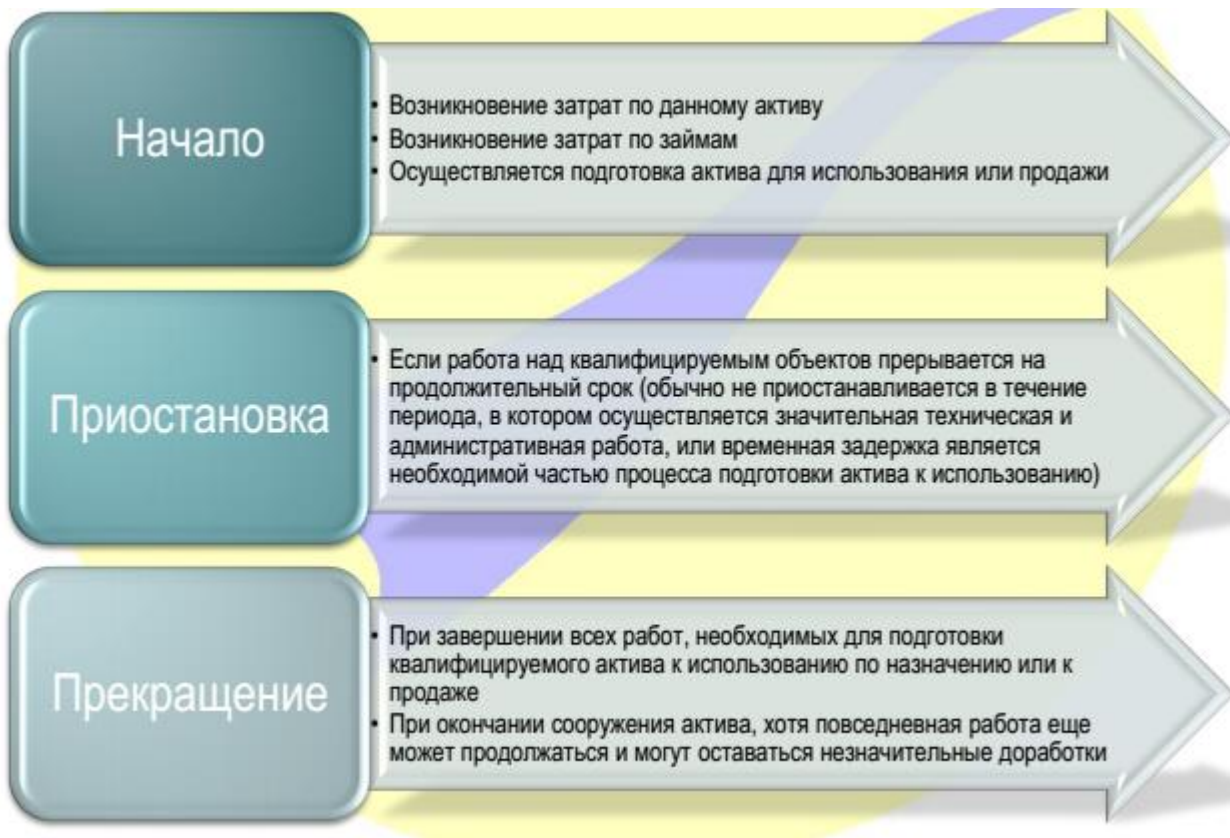 Начало
• Возникновение затрат по данному активу
• Возникновение затрат по займам
• Осуществляется подготовка актива для использования или продажи
Приостановка
• Если работа над квалифицируемым объектов прерывается на
продолжительный срок (обычно не приостанавливается в течение
периода, в котором осуществляется значительная техническая и
административная работа, или временная задержка является
необходимой частью процесса подготовки актива к использованию)
Прекращение
• При завершении всех работ, необходимых для подготовки
квалифицируемого актива к использованию по назначению или к
продаже
• При окончании сооружения актива, хотя повседневная работа еще
может продолжаться и могут оставаться незначительные доработки